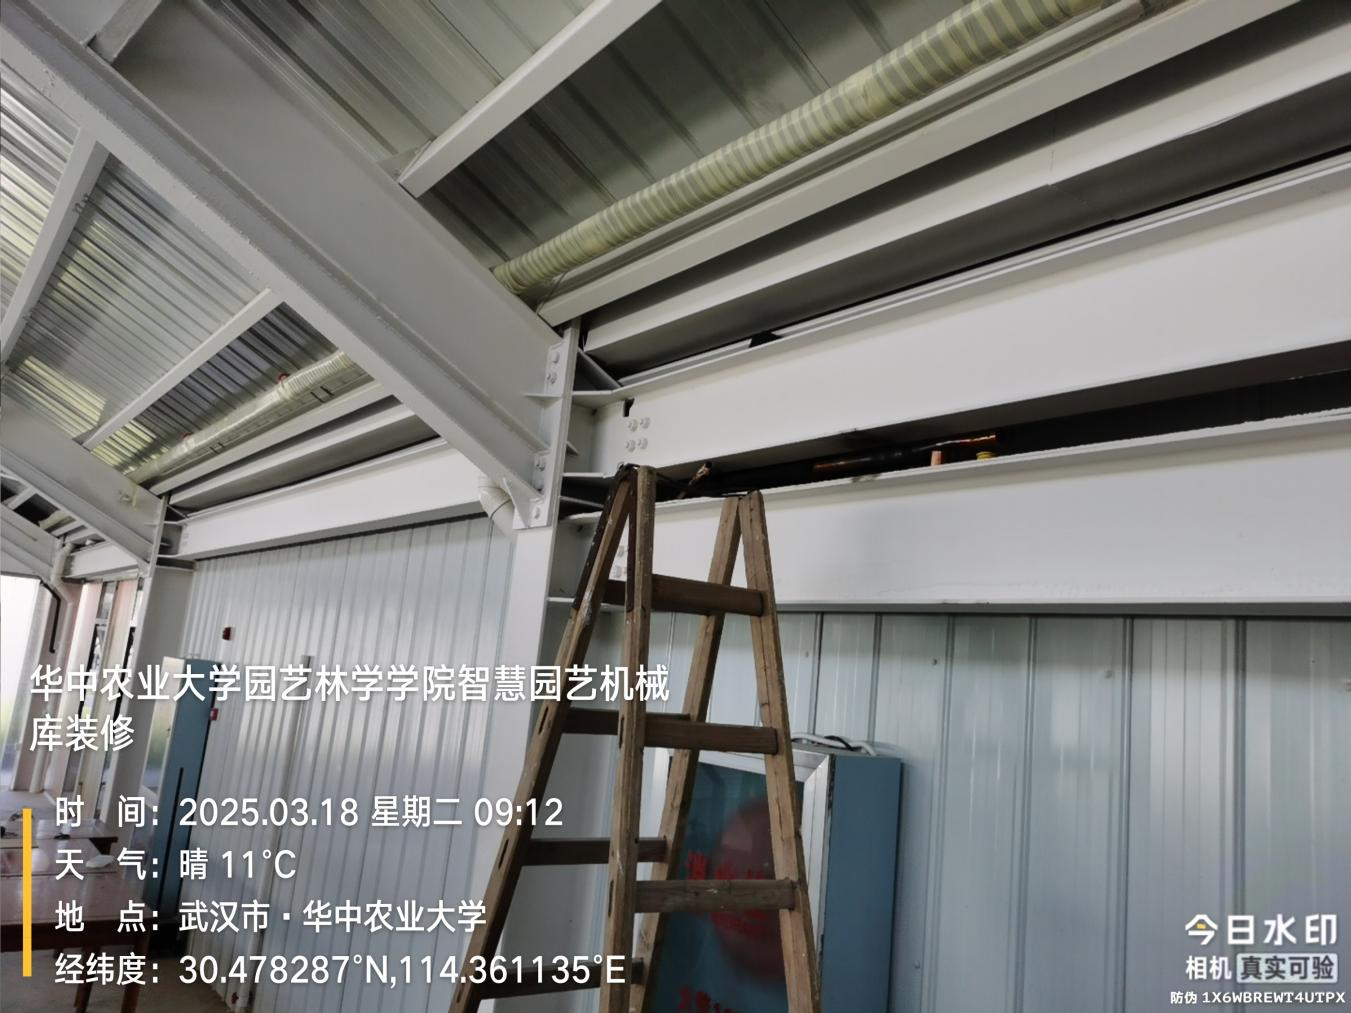 华中农业大学园艺林学学院智慧园艺机械
库装修
时 间：2025.03.18 星期二 09:12
天 气：晴 11°C
地 点：武汉市·华中农业大学
经纬度：30.478287°N,114.361135°E
今日水印
相机 真实可验
防伪 1X6WBREWT4UTPX